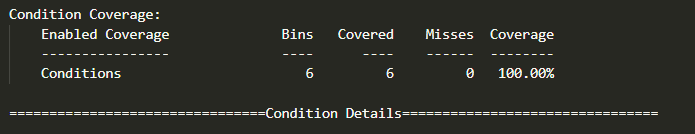 Condition Coverage:
Enabled Coverage Bins Covered Misses Coverage
---------------- ---- ---- ------ --------
Conditions 6 6 0 100.00%
================================Condition Details================================